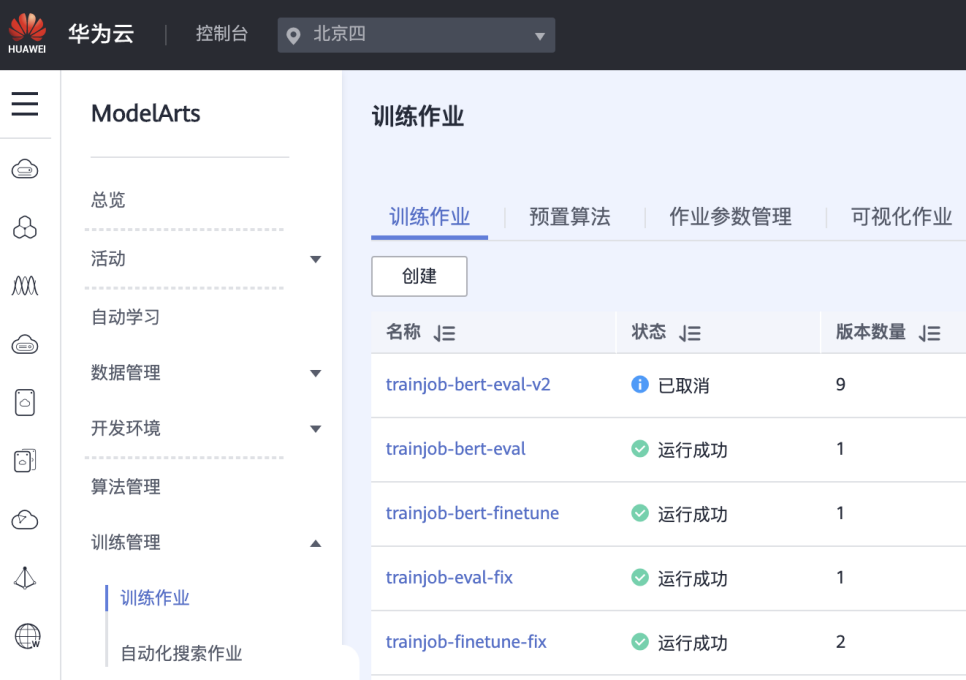 HUAWEI
华为云
控制台
北京四
ModelArts
总览
活动
自动学习
数据管理
开发环境
算法管理
训练管理
训练作业
自动化搜索作业
训练作业
训练作业
预置算法
作业参数管理
可视化作业
创建
名称 状态 版本数量
trainjob-bert-eval-v2 已取消 9
trainjob-bert-eval 运行成功 1
trainjob-bert-finetune 运行成功 1
trainjob-eval-fix 运行成功 1
trainjob-finetune-fix 运行成功 2